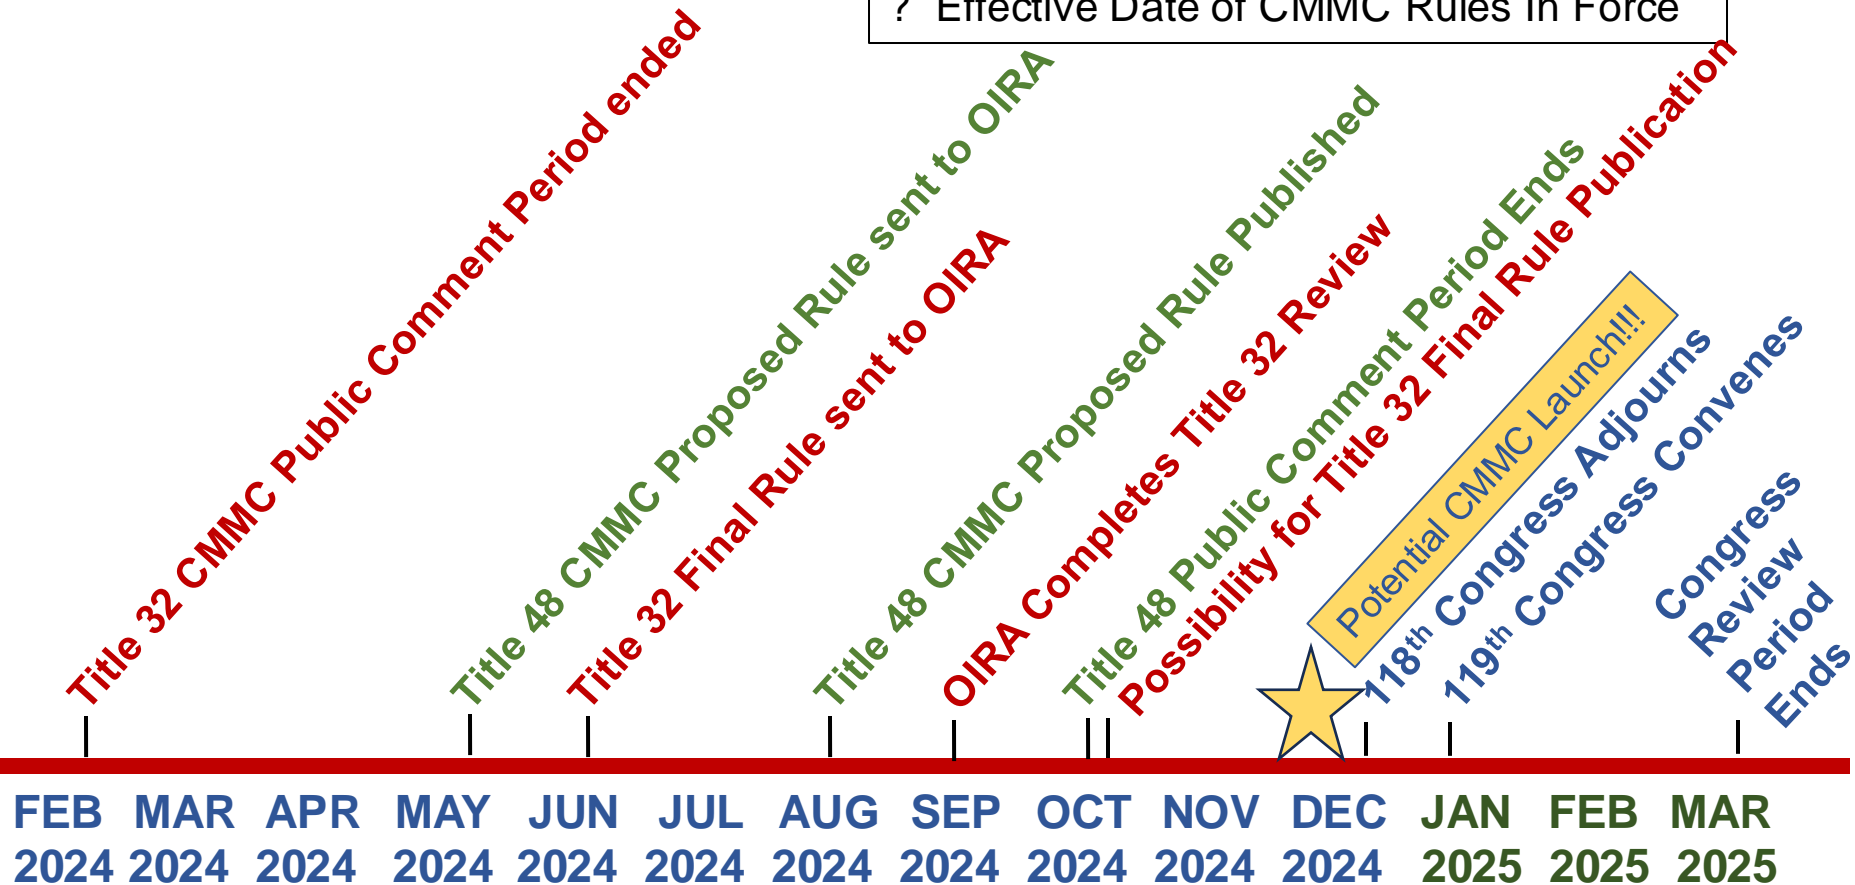 ? Effective Date of CMMC Rules In Force
Title 32 CMMC Public Comment Period ended
Title 48 CMMC Proposed Rule sent to OIRA
Title 32 Final Rule sent to OIRA
Title 48 CMMC Proposed Rule Published
OIRA Completes Title 32 Review
Title 48 Public Comment Period Ends
Possibility for Title 32 Final Rule Publication
Potential CMMC Launch!!!
118th Congress Adjourns
119th Congress Convenes
Congress
Review
Period
Ends
FEB MAR APR MAY JUN JUL AUG SEP OCT NOV DEC JAN FEB MAR
2024 2024 2024 2024 2024 2024 2024 2024 2024 2024 2024 2025 2025 2025